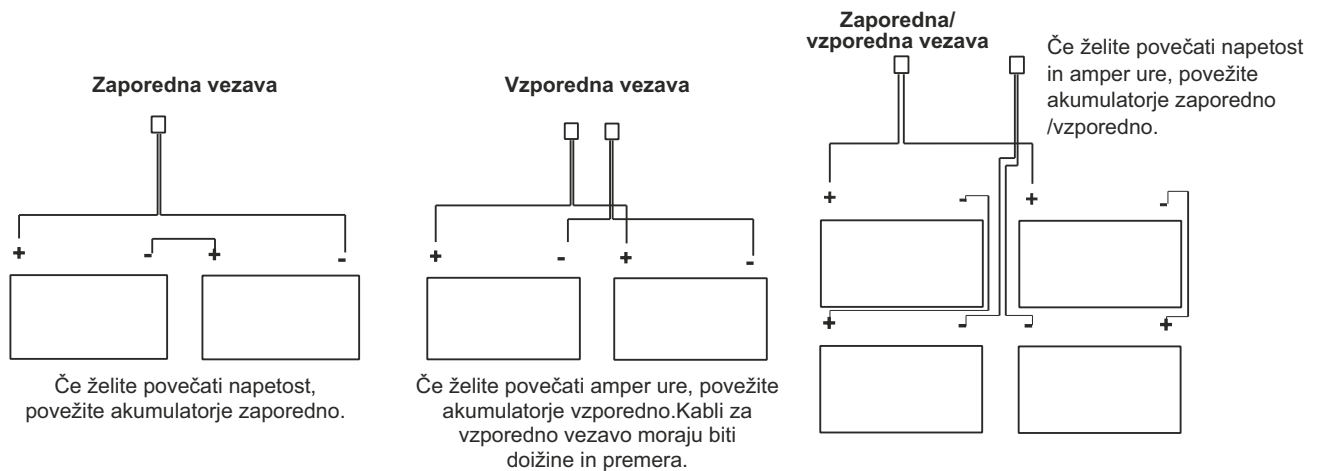 Zaporedna vezava
+
-
+
-
Če želite povečati napetost,
povežite akumulatorje zaporedno.
Vzporedna vezava
+
-
+
-
Če želite povečati amper ure, povežite
akumulatorje vzporedno.Kabli za
vzporedno vezavo moraju biti
doižine in premera.
Zaporedna/
vzporedna vezava
Če želite povečati napetost
in amper ure, povežite
akumulatorje zaporedno
/vzporedno.
+
-
+
-
+
-
-
+